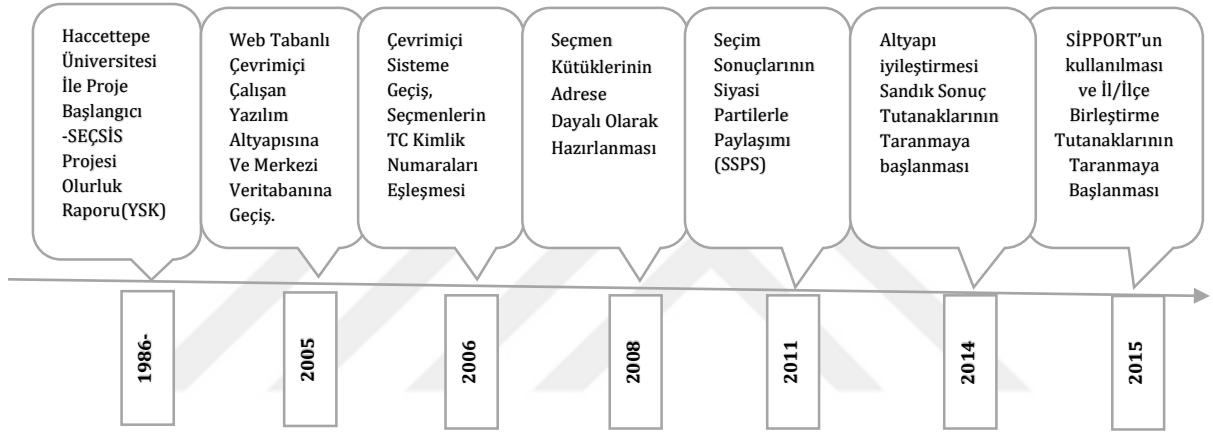 Haccettepe
Üniversitesi
İle Proje
Başlangıcı
-SEÇSİS
Projesi
Olurluk
Raporu(YSK)
Web Tabanlı
Çevrimiçi
Çalışan
Yazılım
Altyapısına
Ve Merkezi
Veritabanına
Geçiş.
Çevrimiçi
Sisteme
Geçiş,
Seçmenlerin
TC Kimlik
Numaraları
Eşleşmesi
Seçmen
Kütüklerinin
Adrese
Dayalı Olarak
Hazırlanması
Seçim
Sonuçlarının
Siyasi
Partilerle
Paylaşımı
(SSPS)
Altyapı
iyileştirmesi
Sandık Sonuç
Tutanaklarının
Taranmaya
başlanması
SİPPORT’un
kullanılması
ve İl/İlçe
Birleştirme
Tutanaklarının
Taranmaya
Başlanması
1986-
2005
2006
2008
2011
2014
2015